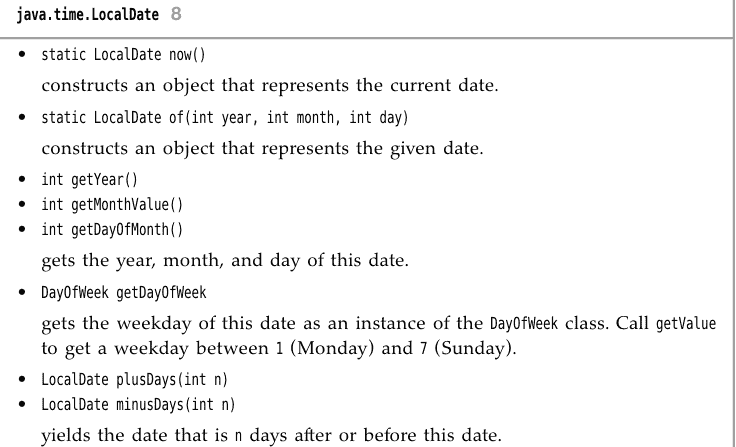 java.time.LocalDate 8
• static LocalDate now()
constructs an object that represents the current date.
• static LocalDate of(int year, int month, int day)
constructs an object that represents the given date.
• int getYear()
• int getMonthValue()
• int getDayOfMonth()
gets the year, month, and day of this date.
• DayOfWeek getDayOfWeek
gets the weekday of this date as an instance of the DayOfWeek class. Call getValue
to get a weekday between 1 (Monday) and 7 (Sunday).
• LocalDate plusDays(int n)
• LocalDate minusDays(int n)
yields the date that is n days after or before this date.